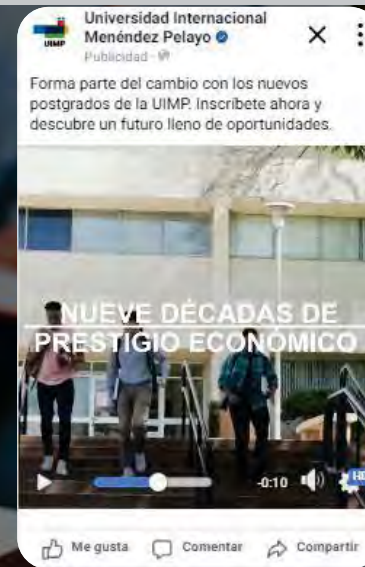 Universidad Internacional
Menéndez Pelayo
UIMP
Publicidad
Forma parte del cambio con los nuevos
postgrados de la UIMP. Inscríbete ahora y
descubre un futuro lleno de oportunidades.
NUEVE DÉCADAS DE
PRESTIGIO ECONÓMICO
-0:10
HD
Me gusta
Comentar
Compartir